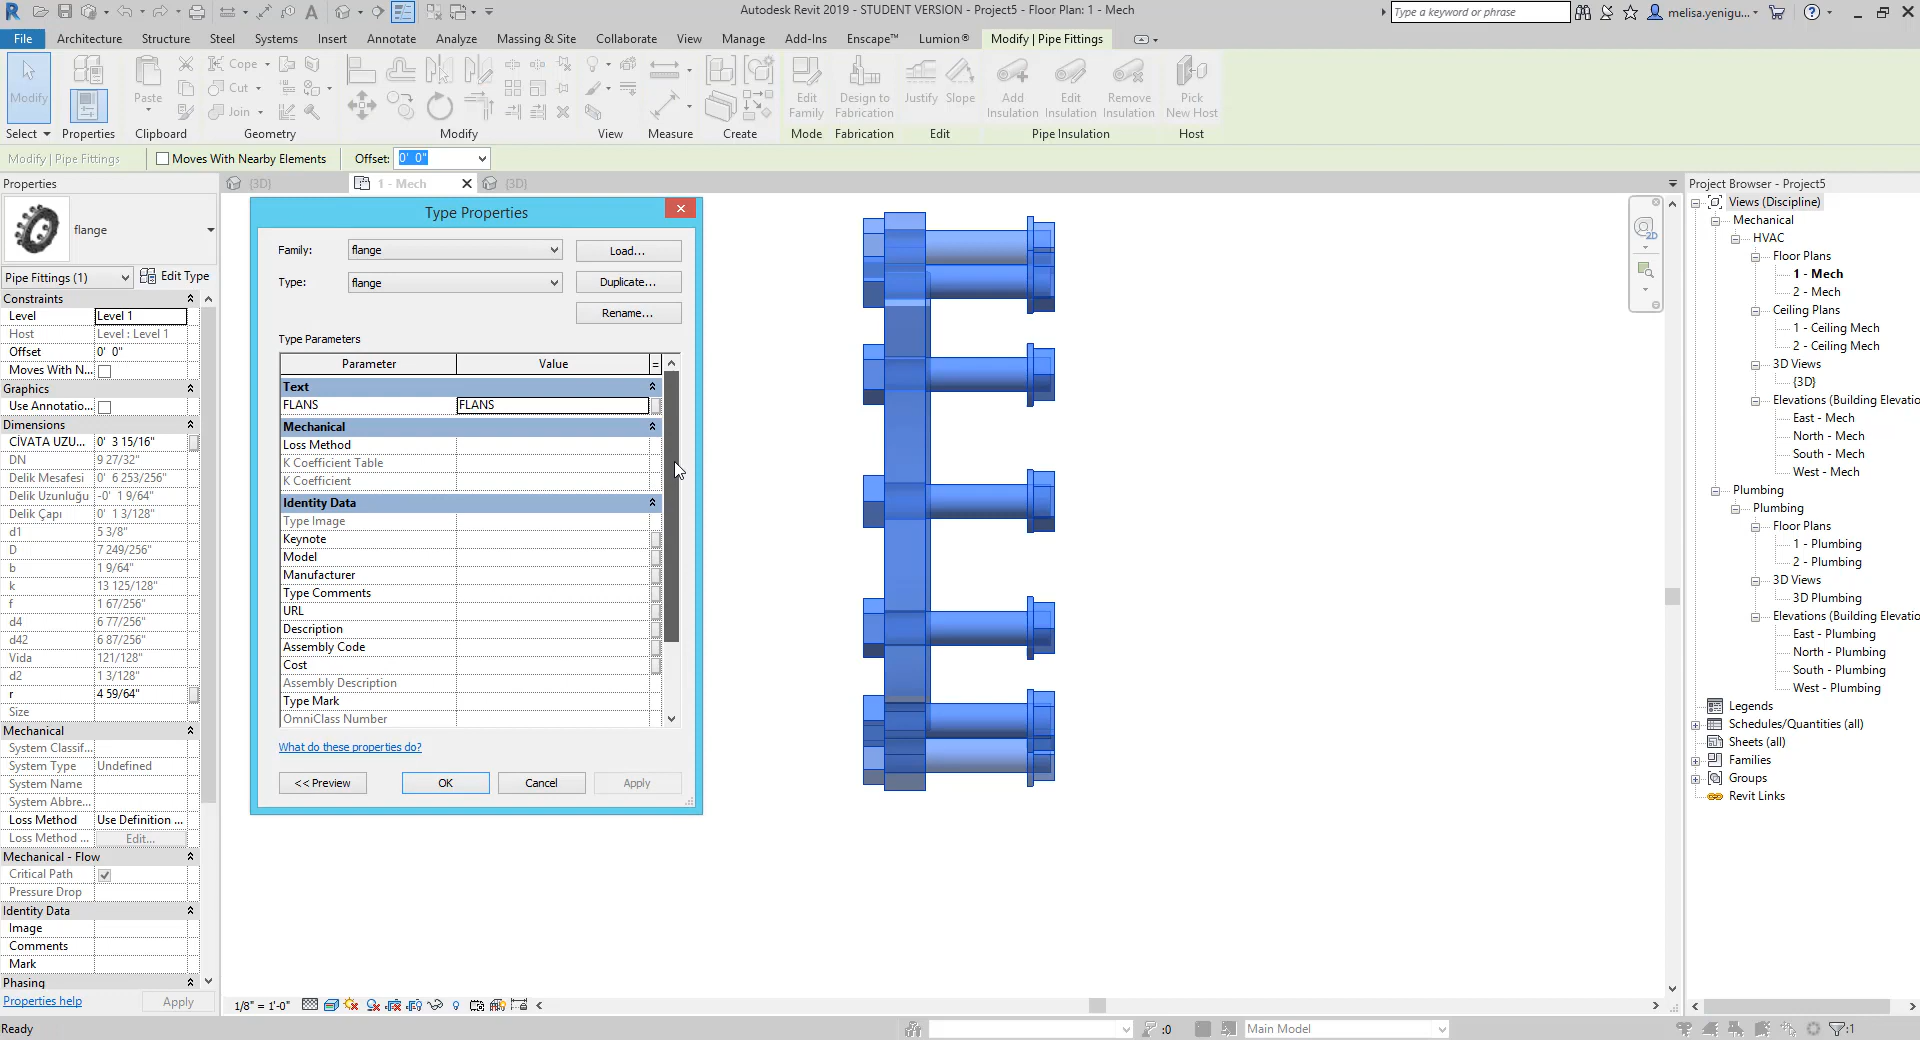 Autodesk Revit 2019 - STUDENT VERSION - Project5 - Floor Plan: 1 - Mech
Type a keyword or phrase
melisa.yenigu...
File Architecture Structure Steel Systems Insert Annotate Analyze Massing & Site Collaborate View Manage Add-Ins Enscape™ Lumion® Modify | Pipe Fittings
Modify
Paste
Cope
Cut
Join
Edit Family
Design to Fabrication
Justify Slope
Add Insulation
Edit Insulation
Remove Insulation
Pick New Host
Select Properties Clipboard Geometry Modify View Measure Create Mode Fabrication Edit Pipe Insulation Host
Modify | Pipe Fittings
Moves With Nearby Elements
Offset: 0' 0"
Properties
{3D}
1 - Mech
{3D}
flange
Pipe Fittings (1)
Edit Type
Constraints
Level Level 1
Host Level : Level 1
Offset 0' 0"
Moves With N...
Graphics
Use Annotatio...
Dimensions
CİVATA UZU... 0' 3 15/16"
DN 9 27/32"
Delik Mesafesi 0' 6 253/256"
Delik Uzunluğu -0' 1 9/64"
Delik Çapı 0' 1 3/128"
d1 5 3/8"
D 7 249/256"
b 1 9/64"
k 13 125/128"
f 1 67/256"
d4 6 77/256"
d42 6 87/256"
Vida 121/128"
d2 1 3/128"
r 4 59/64"
Size
Mechanical
System Classif...
System Type Undefined
System Name
System Abbre...
Loss Method Use Definition ...
Loss Method ... Edit...
Mechanical - Flow
Critical Path
Pressure Drop
Identity Data
Image
Comments
Mark
Phasing
Properties help
Apply
Type Properties
Family: flange
Load...
Type: flange
Duplicate...
Rename...
Type Parameters
Parameter Value =
Text
FLANS FLANS
Mechanical
Loss Method
K Coefficient Table
K Coefficient
Identity Data
Type Image
Keynote
Model
Manufacturer
Type Comments
URL
Description
Assembly Code
Cost
Assembly Description
Type Mark
OmniClass Number
What do these properties do?
<< Preview OK Cancel Apply
2D
Project Browser - Project5
Views (Discipline)
Mechanical
HVAC
Floor Plans
1 - Mech
2 - Mech
Ceiling Plans
1 - Ceiling Mech
2 - Ceiling Mech
3D Views
{3D}
Elevations (Building Elevatio
East - Mech
North - Mech
South - Mech
West - Mech
Plumbing
Plumbing
Floor Plans
1 - Plumbing
2 - Plumbing
3D Views
3D Plumbing
Elevations (Building Elevatio
East - Plumbing
North - Plumbing
South - Plumbing
West - Plumbing
Legends
Schedules/Quantities (all)
Sheets (all)
Families
Groups
Revit Links
1/8" = 1'-0"
Ready
:0
Main Model
:1